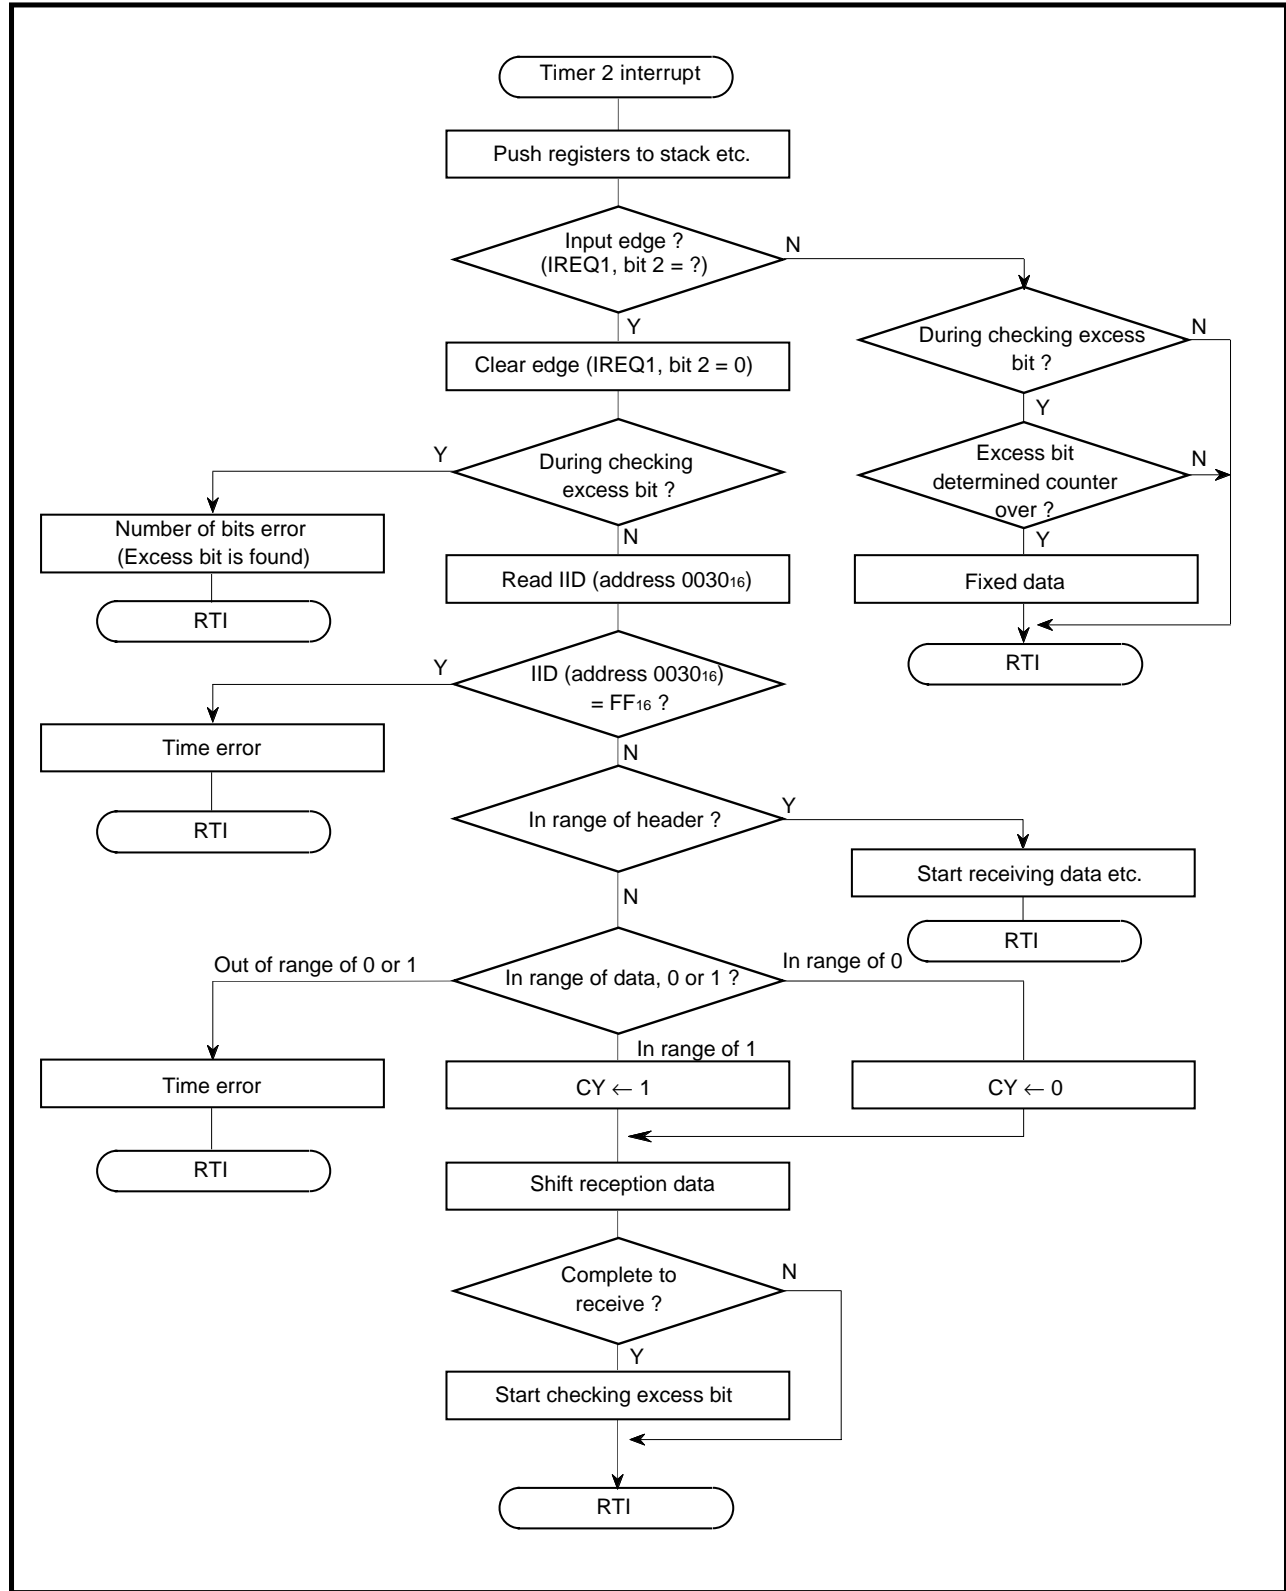 Timer 2 interrupt
Push registers to stack etc.
Input edge ?
(IREQ1, bit 2 = ?)
N
Y
During checking excess
bit ?
N
Clear edge (IREQ1, bit 2 = 0)
Y
During checking
excess bit ?
Y
Excess bit
determined counter
over ?
N
Number of bits error
(Excess bit is found)
N
Y
Read IID (address 0030₁₆)
Fixed data
RTI
RTI
Y
IID (address 0030₁₆)
= FF₁₆ ?
Time error
N
RTI
In range of header ?
Y
Start receiving data etc.
N
RTI
Out of range of 0 or 1
In range of data, 0 or 1 ?
In range of 0
In range of 1
Time error
CY ← 1
CY ← 0
RTI
Shift reception data
Complete to
receive ?
N
Y
Start checking excess bit
RTI